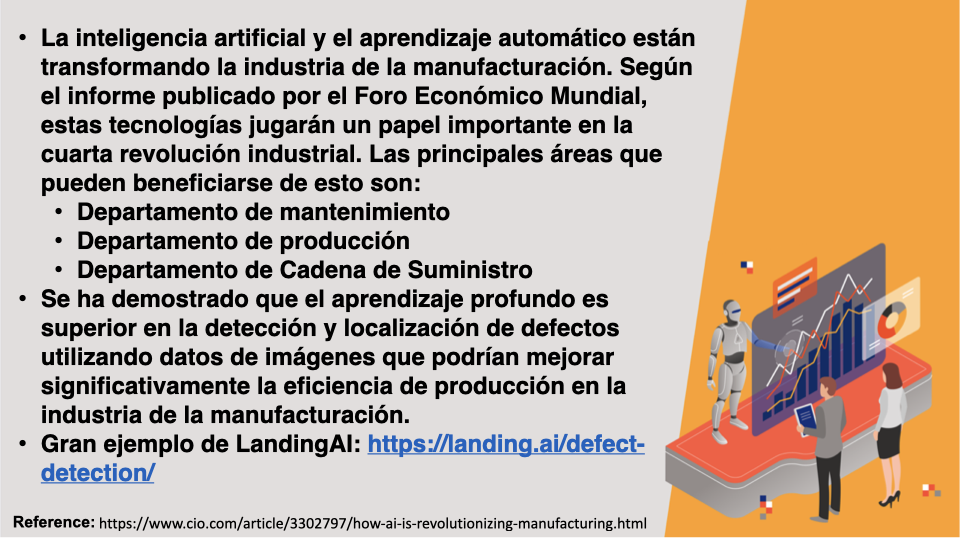 • La inteligencia artificial y el aprendizaje automático están
transformando la industria de la manufacturación. Según
el informe publicado por el Foro Económico Mundial,
estas tecnologías jugarán un papel importante en la
cuarta revolución industrial. Las principales áreas que
pueden beneficiarse de esto son:
• Departamento de mantenimiento
• Departamento de producción
• Departamento de Cadena de Suministro
• Se ha demostrado que el aprendizaje profundo es
superior en la detección y localización de defectos
utilizando datos de imágenes que podrían mejorar
significativamente la eficiencia de producción en la
industria de la manufacturación.
• Gran ejemplo de LandingAI: https://landing.ai/defect-
detection/
Reference: https://www.cio.com/article/3302797/how-ai-is-revolutionizing-manufacturing.html